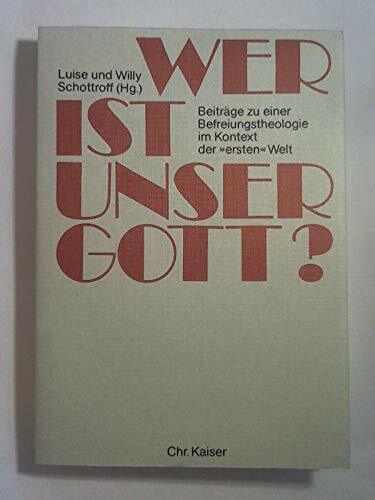 Luise und Willy
Schottroff (Hg.)
WER
IST
Beiträge zu einer
Befreiungstheologie
im Kontext
der »ersten« Welt
UNSER
GOTT?
Chr. Kaiser